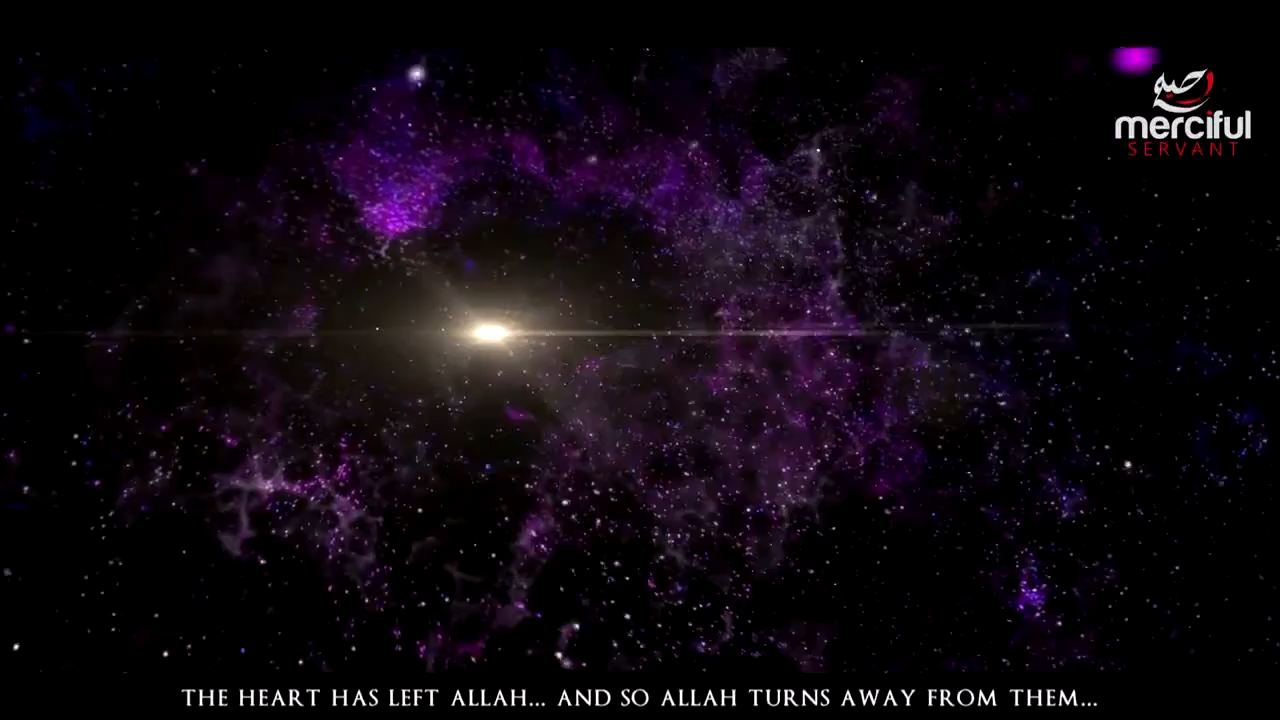 merciful
SERVANT
THE HEART HAS LEFT ALLAH... AND SO ALLAH TURNS AWAY FROM THEM...